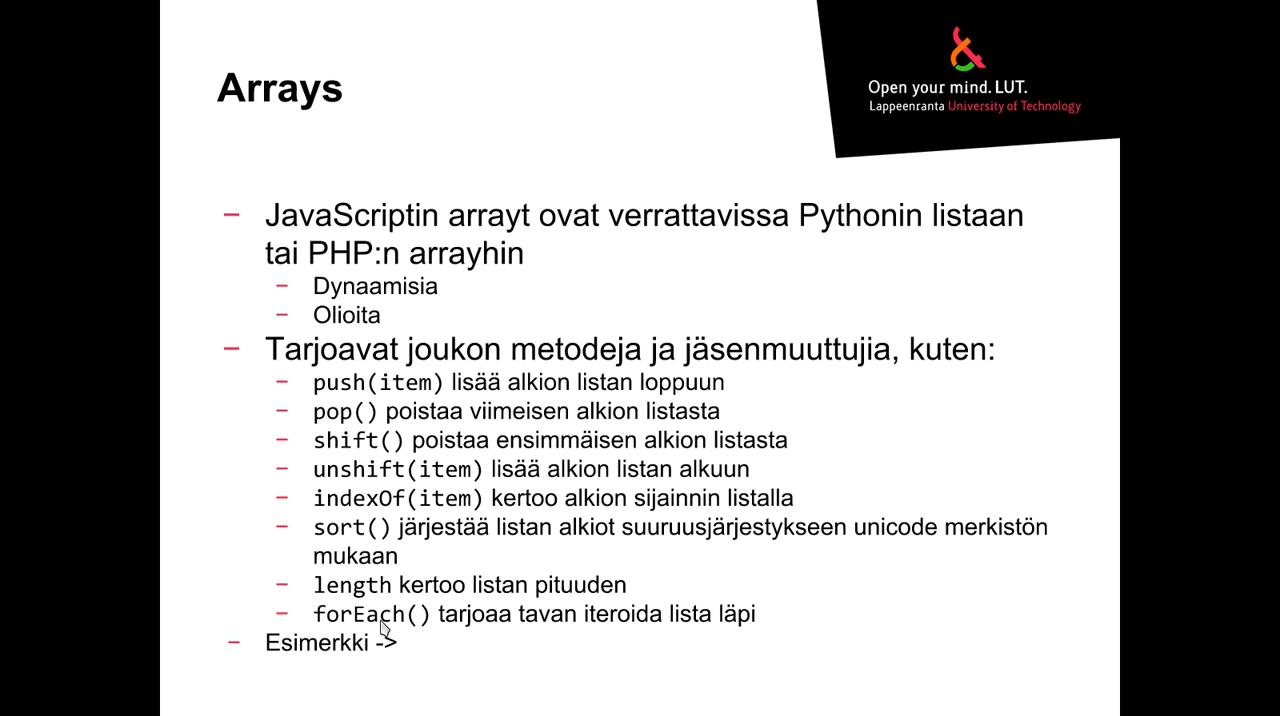 Arrays
Open your mind. LUT.
Lappeenranta University of Technology
– JavaScriptin arrayt ovat verrattavissa Pythonin listaan
tai PHP:n arrayhin
– Dynaamisia
– Olioita
– Tarjoavat joukon metodeja ja jäsenmuuttujia, kuten:
– push(item) lisää alkion listan loppuun
– pop() poistaa viimeisen alkion listasta
– shift() poistaa ensimmäisen alkion listasta
– unshift(item) lisää alkion listan alkuun
– indexOf(item) kertoo alkion sijainnin listalla
– sort() järjestää listan alkiot suuruusjärjestykseen unicode merkistön
mukaan
– length kertoo listan pituuden
– forEach() tarjoaa tavan iteroida lista läpi
– Esimerkki ->